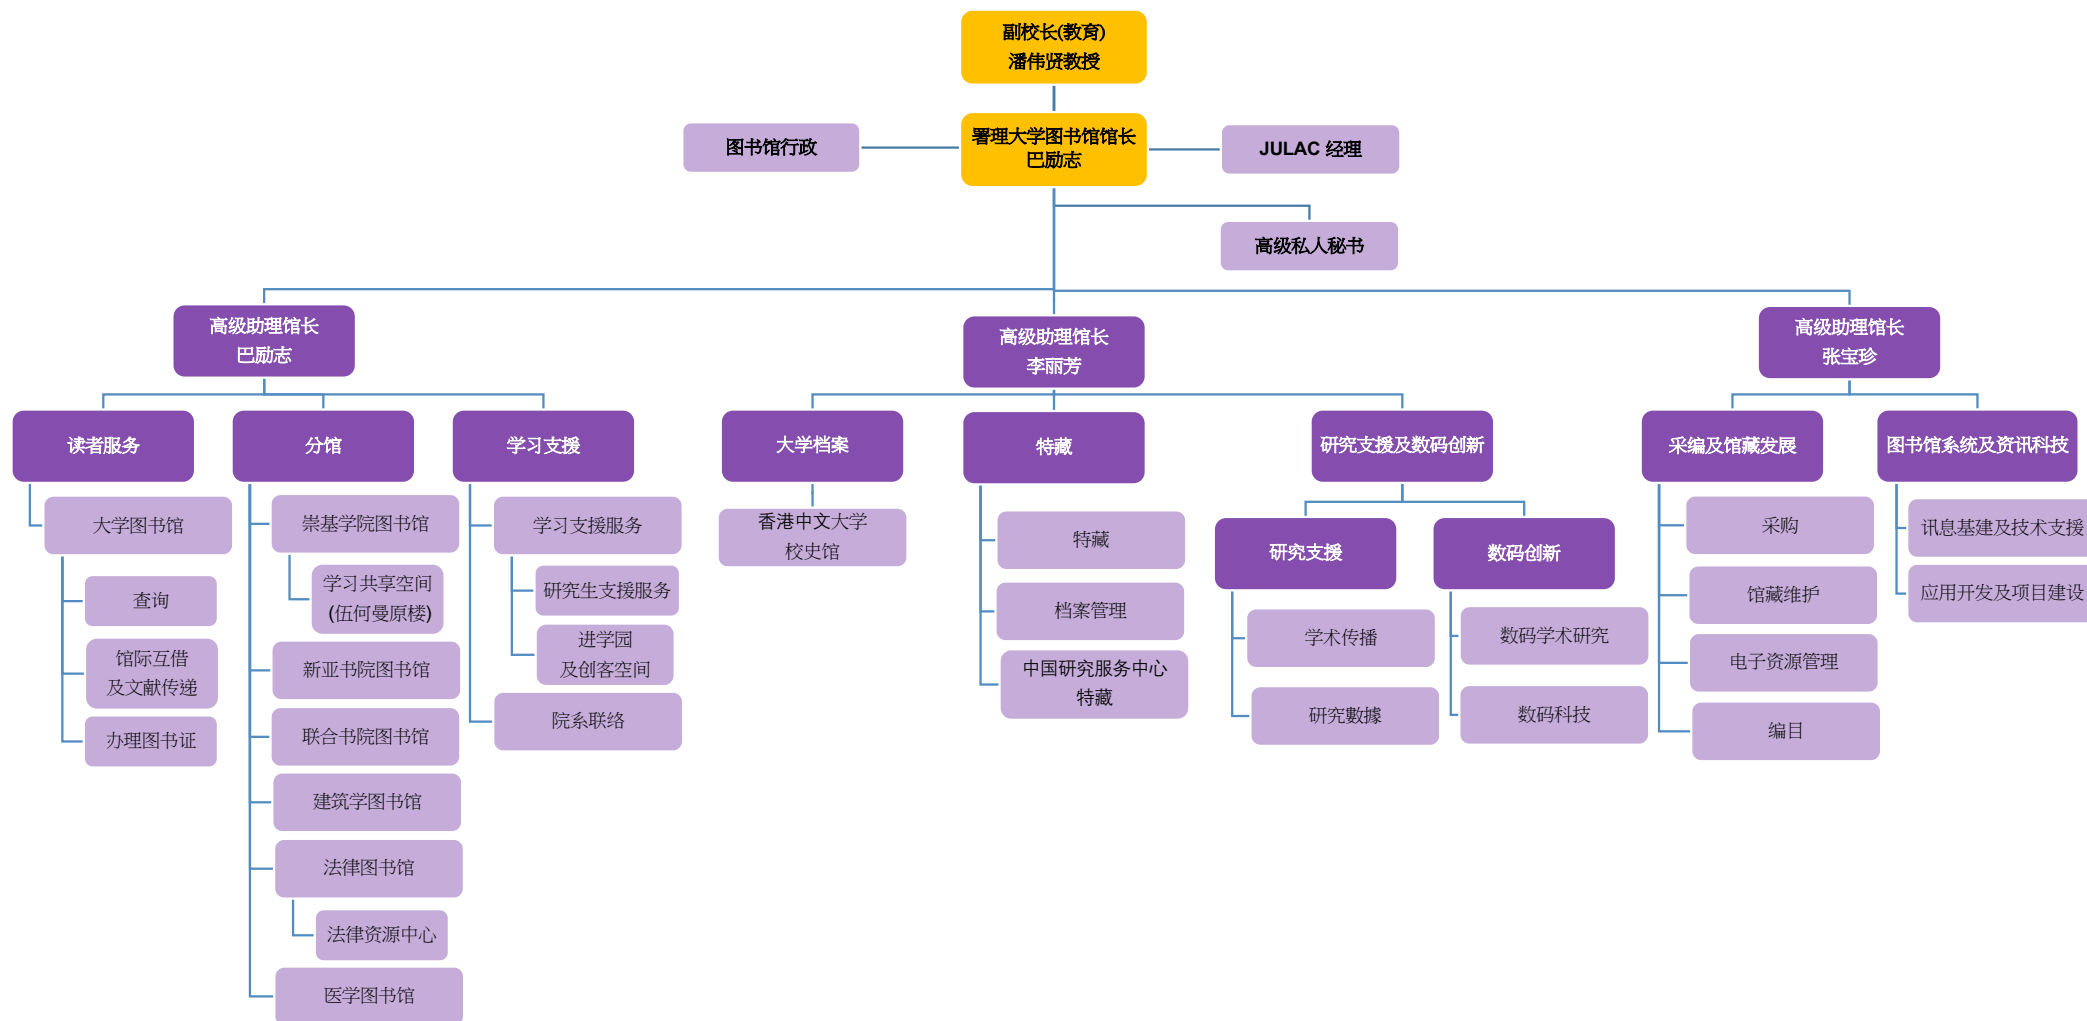 副校长(教育)
潘伟贤教授
图书馆行政
署理大学图书馆馆长
巴励志
JULAC 经理
高级私人秘书
高级助理馆长
巴励志
高级助理馆长
李丽芳
高级助理馆长
张宝珍
读者服务
大学图书馆
查询
馆际互借
及文献传递
办理图书证
分馆
崇基学院图书馆
学习共享空间
(伍何曼原楼)
新亚书院图书馆
联合书院图书馆
建筑学图书馆
法律图书馆
法律资源中心
医学图书馆
学习支援
学习支援服务
研究生支援服务
进学园
及创客空间
院系联络
大学档案
香港中文大学
校史馆
特藏
特藏
档案管理
中国研究服务中心
特藏
研究支援及数码创新
研究支援
学术传播
研究數據
数码创新
数码学术研究
数码科技
采编及馆藏发展
采购
馆藏维护
电子资源管理
编目
图书馆系统及资讯科技
讯息基建及技术支援
应用开发及项目建设